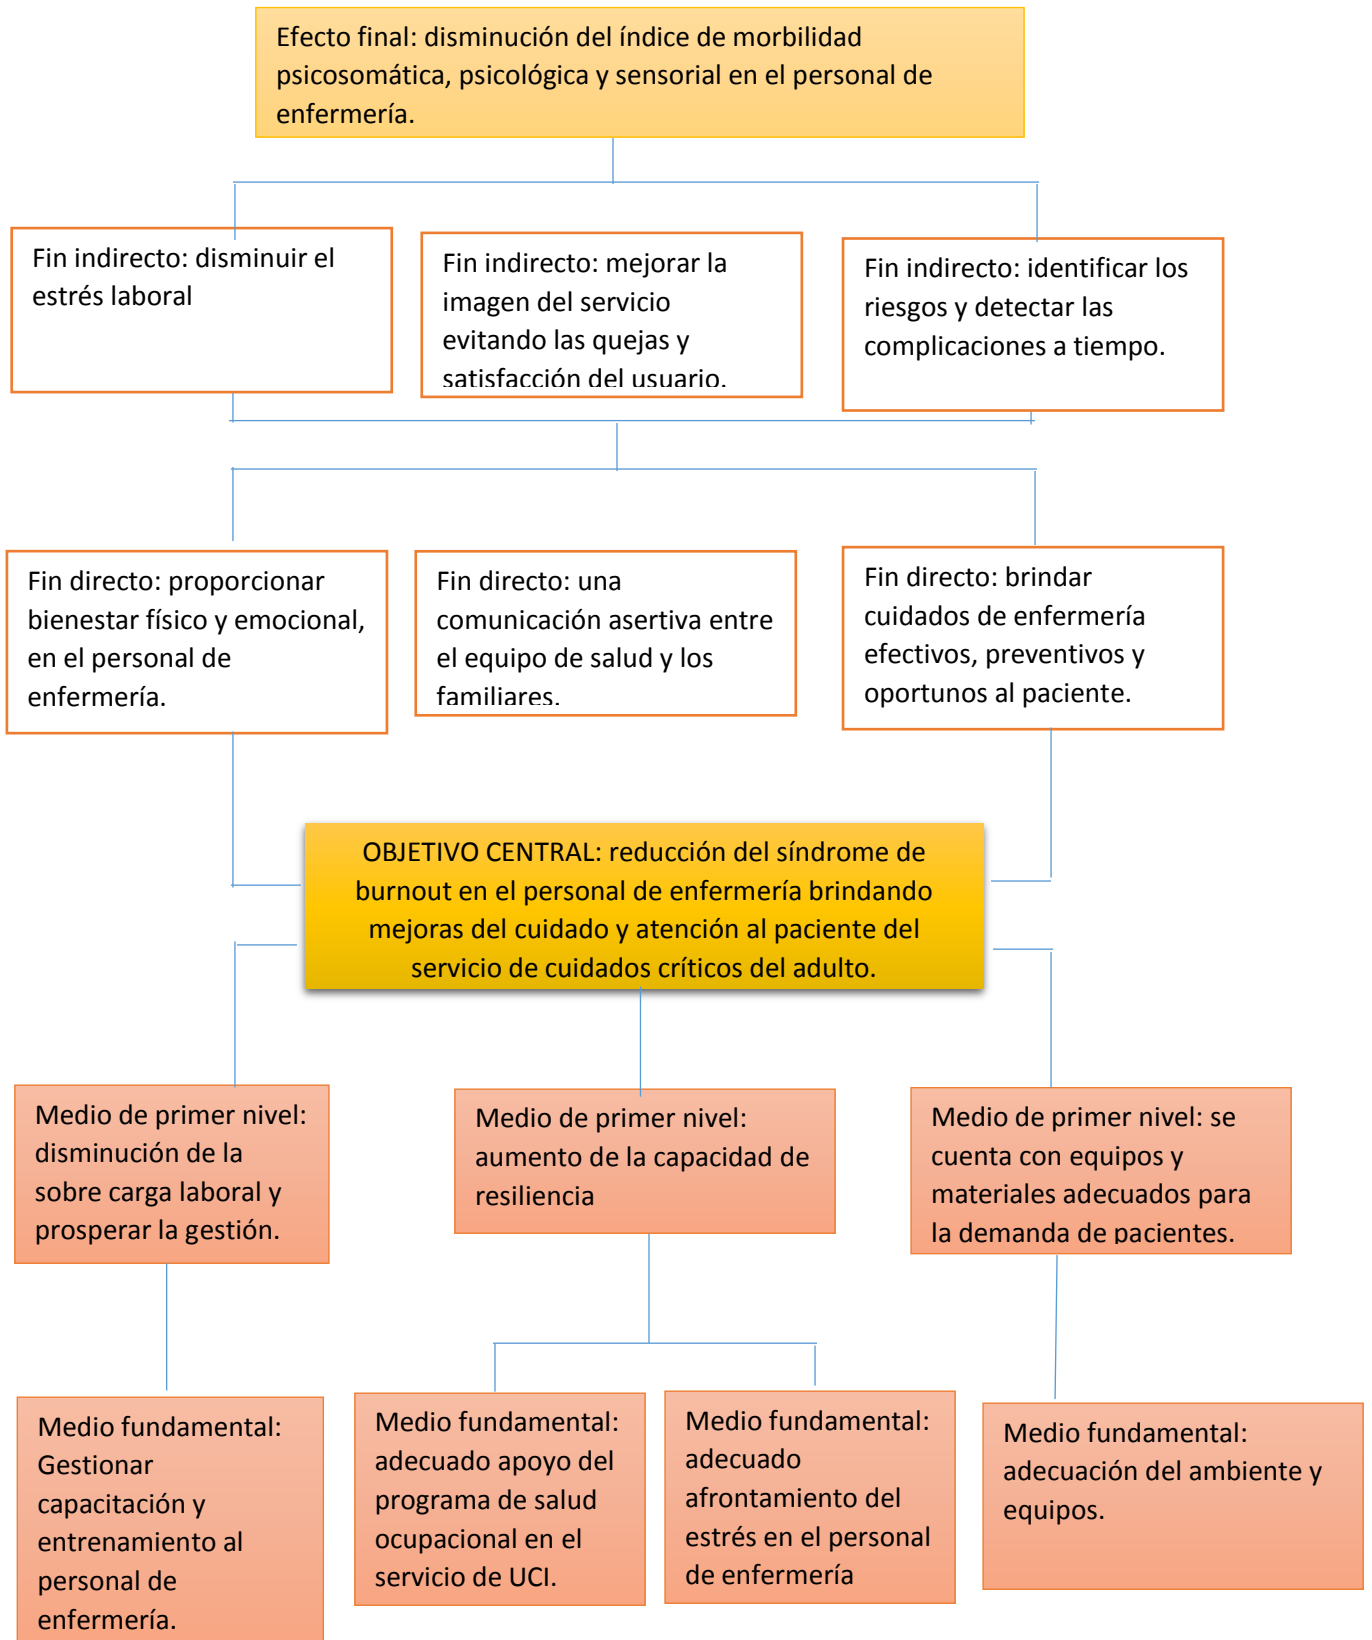 Efecto final: disminución del índice de morbilidad
psicosomática, psicológica y sensorial en el personal de
enfermería.
Fin indirecto: disminuir el
estrés laboral
Fin indirecto: mejorar la
imagen del servicio
evitando las quejas y
satisfacción del usuario.
Fin indirecto: identificar los
riesgos y detectar las
complicaciones a tiempo.
Fin directo: proporcionar
bienestar físico y emocional,
en el personal de
enfermería.
Fin directo: una
comunicación asertiva entre
el equipo de salud y los
familiares.
Fin directo: brindar
cuidados de enfermería
efectivos, preventivos y
oportunos al paciente.
OBJETIVO CENTRAL: reducción del síndrome de
burnout en el personal de enfermería brindando
mejoras del cuidado y atención al paciente del
servicio de cuidados críticos del adulto.
Medio de primer nivel:
disminución de la
sobre carga laboral y
prosperar la gestión.
Medio de primer nivel:
aumento de la capacidad de
resiliencia
Medio de primer nivel: se
cuenta con equipos y
materiales adecuados para
la demanda de pacientes.
Medio fundamental:
Gestionar
capacitación y
entrenamiento al
personal de
enfermería.
Medio fundamental:
adecuado apoyo del
programa de salud
ocupacional en el
servicio de UCI.
Medio fundamental:
adecuado
afrontamiento del
estrés en el personal
de enfermería
Medio fundamental:
adecuación del ambiente y
equipos.